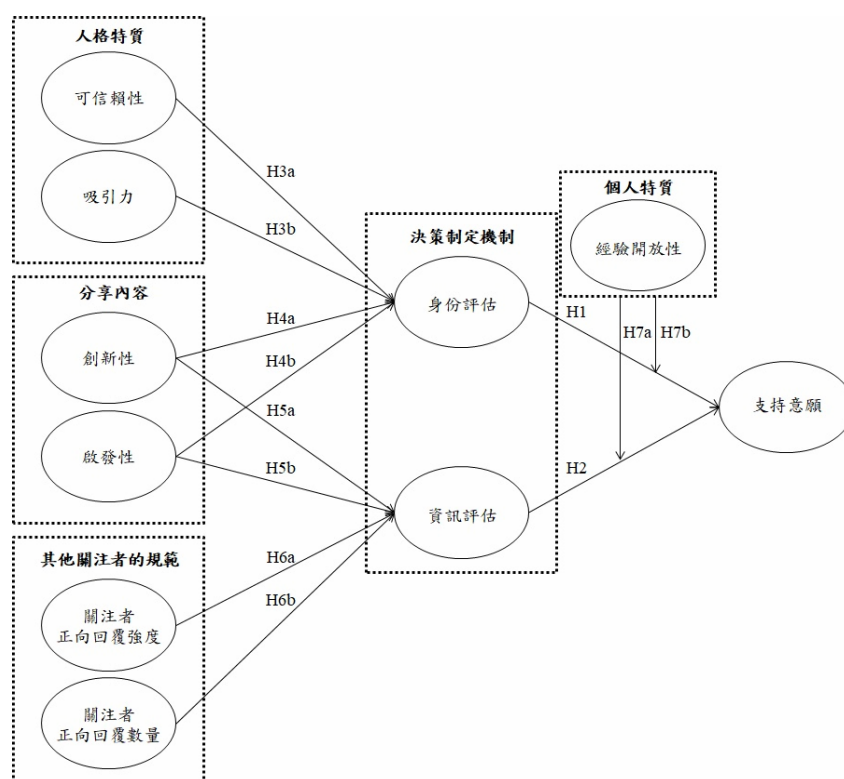 人格特質
可信賴性
吸引力
H3a
H3b
分享內容
創新性
啟發性
H4a
H4b
H5a
H5b
其他關注者的規範
關注者
正向回覆強度
關注者
正向回覆數量
H6a
H6b
決策制定機制
身份評估
資訊評估
個人特質
經驗開放性
H1
H7a
H7b
H2
支持意願